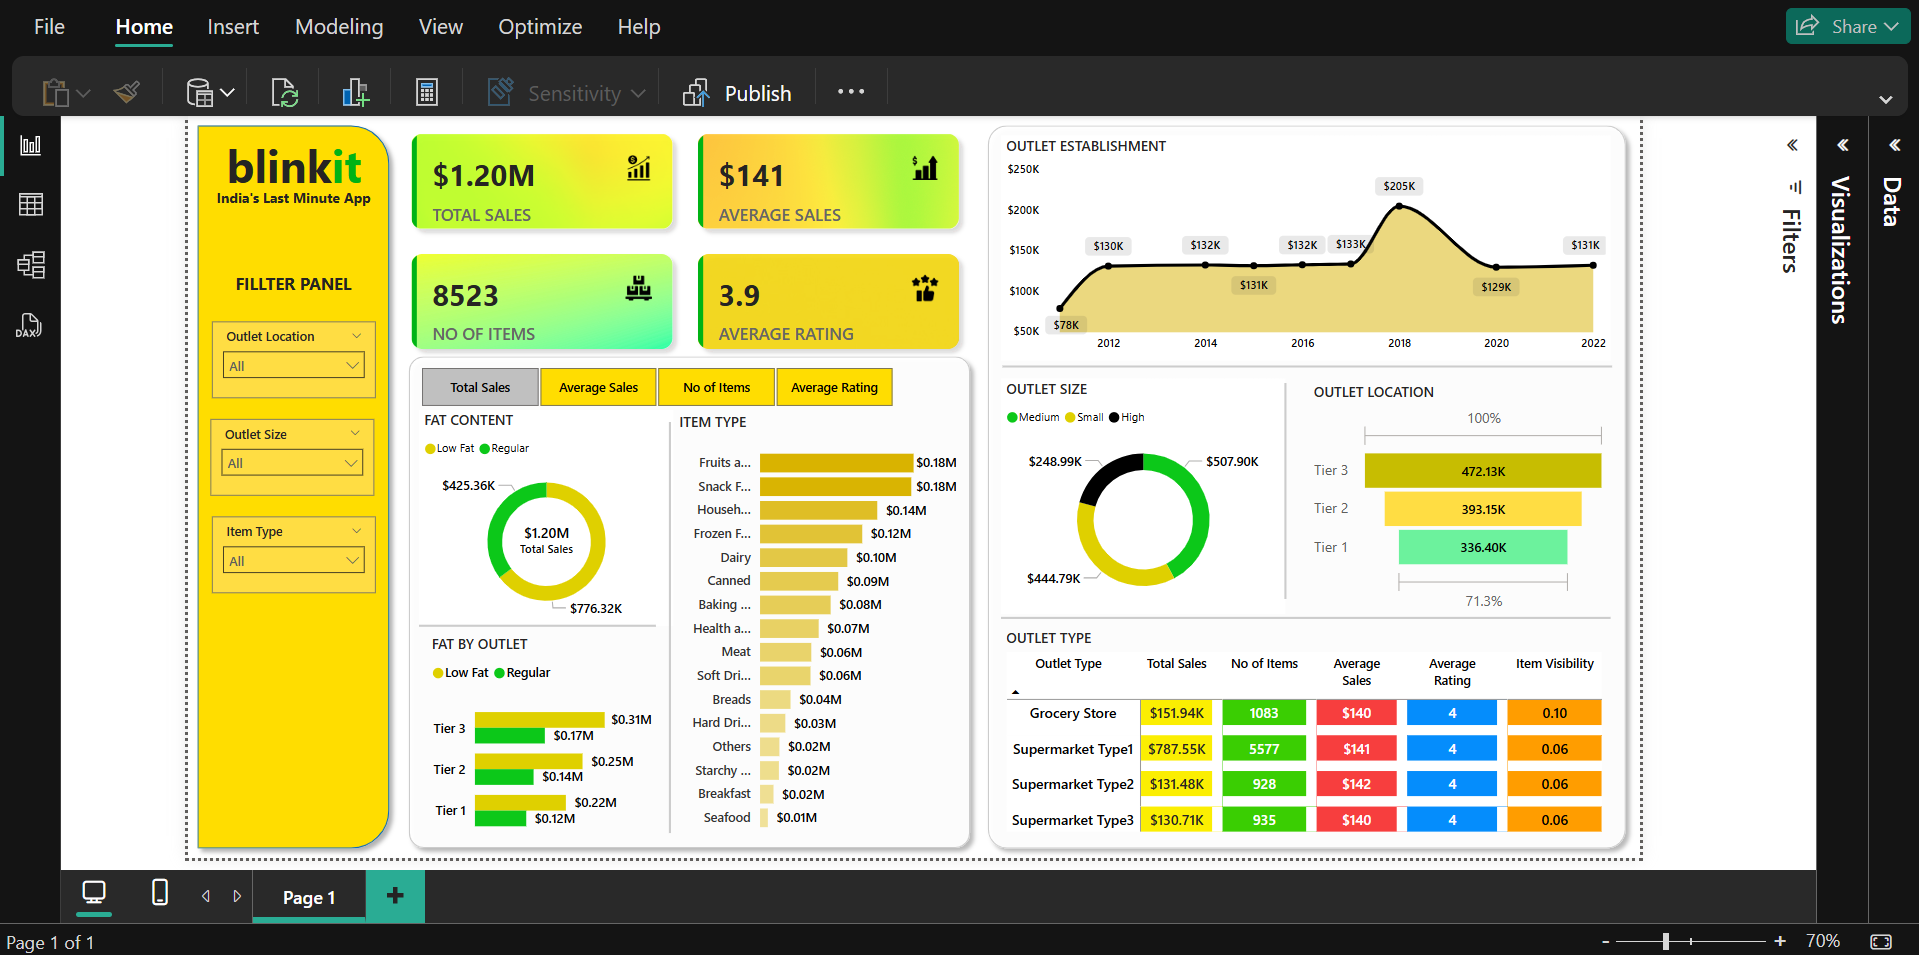 File
Home
Insert
Modeling
View
Optimize
Help
Share
Sensitivity
Publish
DAX
blinkit
India's Last Minute App
FILLTER PANEL
Outlet Location
All
Outlet Size
All
Item Type
All
$1.20M
TOTAL SALES
$141
AVERAGE SALES
8523
NO OF ITEMS
3.9
AVERAGE RATING
Total Sales
Average Sales
No of Items
Average Rating
FAT CONTENT
Low Fat Regular
$425.36K
$1.20M
Total Sales
$776.32K
FAT BY OUTLET
Low Fat Regular
Tier 3 $0.31M
$0.17M
Tier 2 $0.25M
$0.14M
Tier 1 $0.22M
$0.12M
ITEM TYPE
Fruits a... $0.18M
Snack F... $0.18M
Househ... $0.14M
Frozen F... $0.12M
Dairy $0.10M
Canned $0.09M
Baking ... $0.08M
Health a... $0.07M
Meat $0.06M
Soft Dri... $0.06M
Breads $0.04M
Hard Dri... $0.03M
Others $0.02M
Starchy ... $0.02M
Breakfast $0.02M
Seafood $0.01M
OUTLET ESTABLISHMENT
$250K
$200K
$150K
$100K
$50K
$78K
$130K
$132K
$131K
$132K
$133K
$205K
$129K
$131K
2012 2014 2016 2018 2020 2022
OUTLET SIZE
Medium Small High
$248.99K
$507.90K
$444.79K
OUTLET LOCATION
100%
Tier 3 472.13K
Tier 2 393.15K
Tier 1 336.40K
71.3%
OUTLET TYPE
Outlet Type Total Sales No of Items Average Sales Average Rating Item Visibility
Grocery Store $151.94K 1083 $140 4 0.10
Supermarket Type1 $787.55K 5577 $141 4 0.06
Supermarket Type2 $131.48K 928 $142 4 0.06
Supermarket Type3 $130.71K 935 $140 4 0.06
Filters
Visualizations
Data
Page 1
+
Page 1 of 1
- + 70%